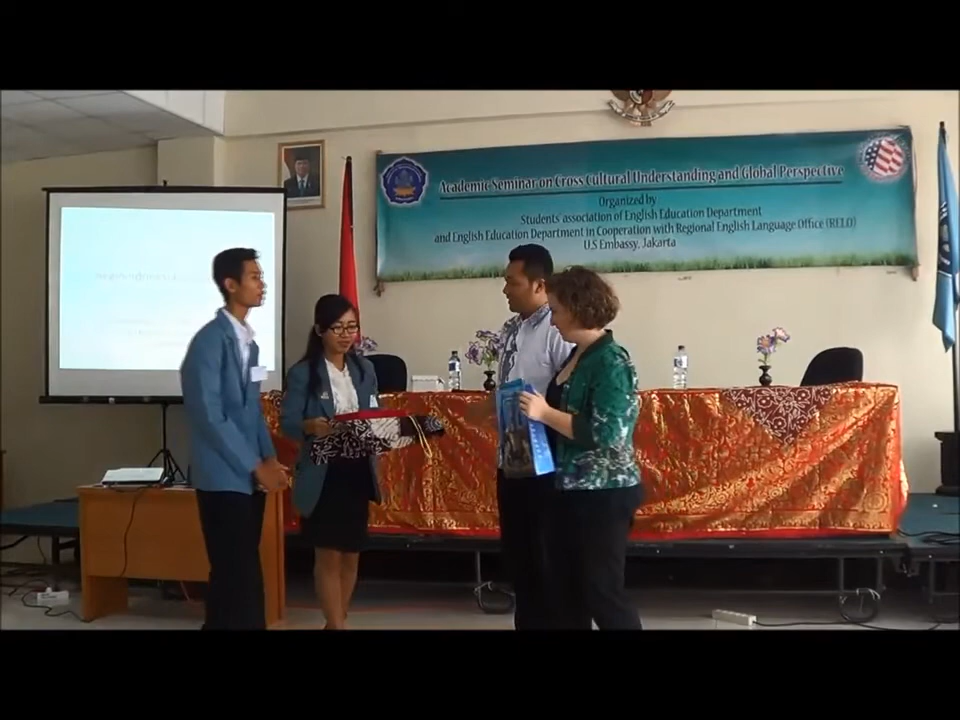 Academic Seminar on Cross Cultural Understanding and Global Perspective
Organized by
Students' association of English Education Department
and English Education Department in Cooperation with Regional English Language Office (RELO)
U.S Embassy, Jakarta